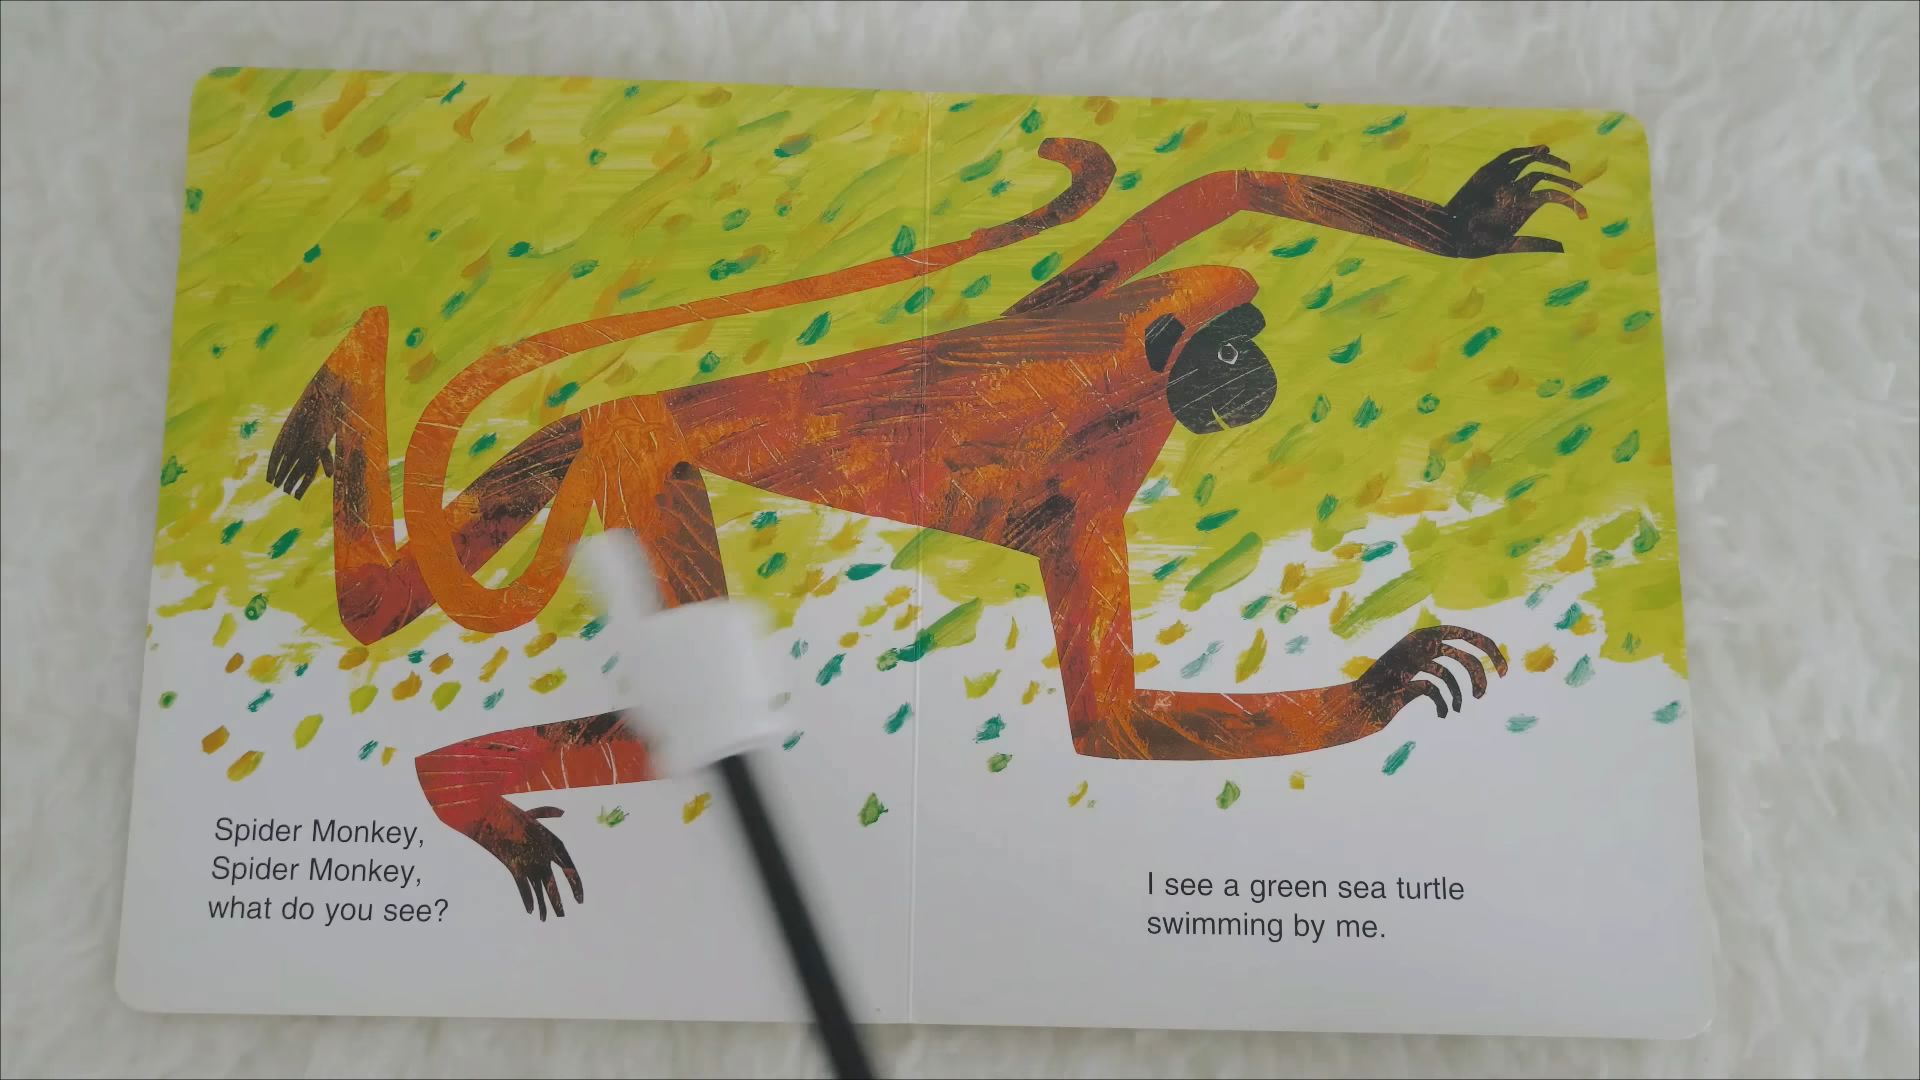 Spider Monkey,
Spider Monkey,
what do you see?
I see a green sea turtle
swimming by me.